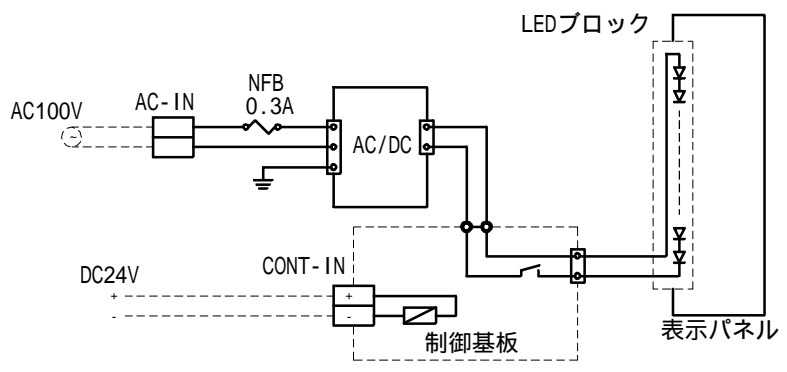 LEDブロック
NFB
0.3A
AC-IN
AC100V
~
AC/DC
CONT-IN
DC24V
+
-
+
-
制御基板
表示パネル